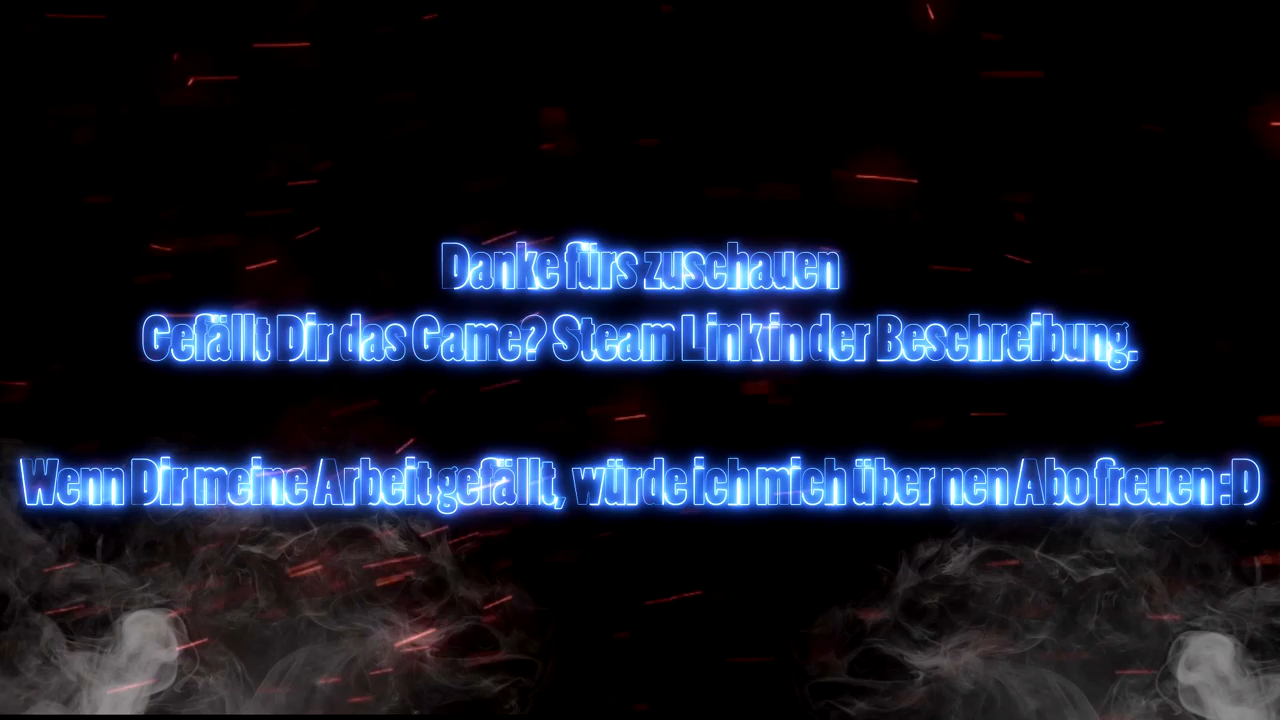 Danke fürs zuschauen
Gefällt Dir das Game? Steam Link in der Beschreibung.
Wenn Dir meine Arbeit gefällt, würde ich mich über nen Abo freuen :D